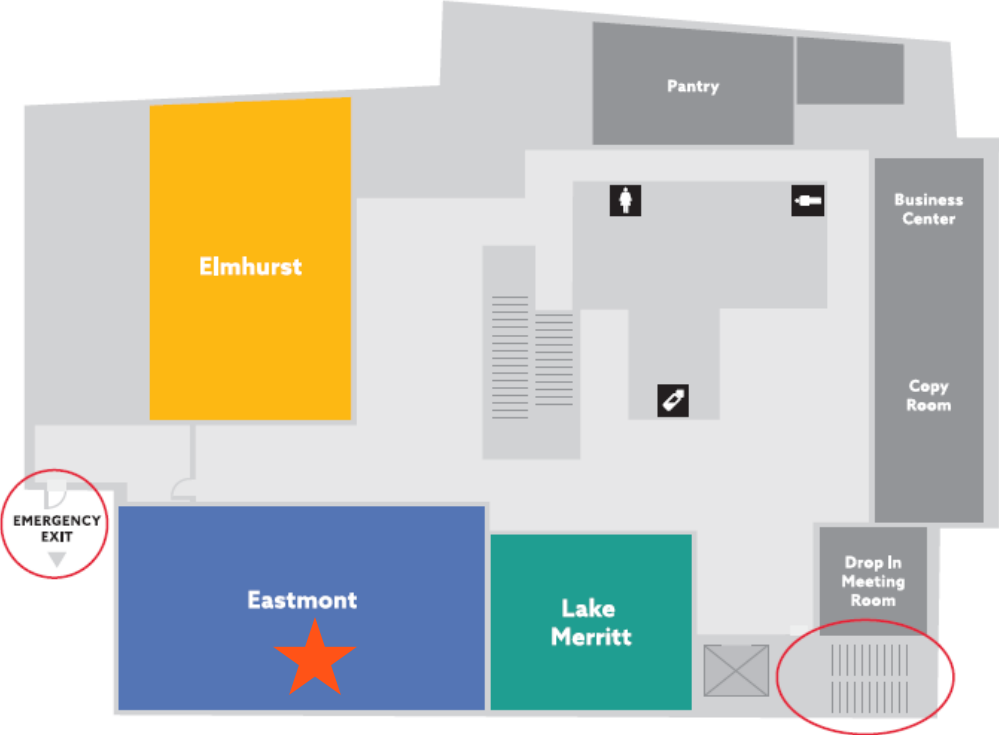 Pantry
Business
Center
Elmhurst
Copy
Room
EMERGENCY
EXIT
Eastmont
Lake
Merritt
Drop In
Meeting
Room